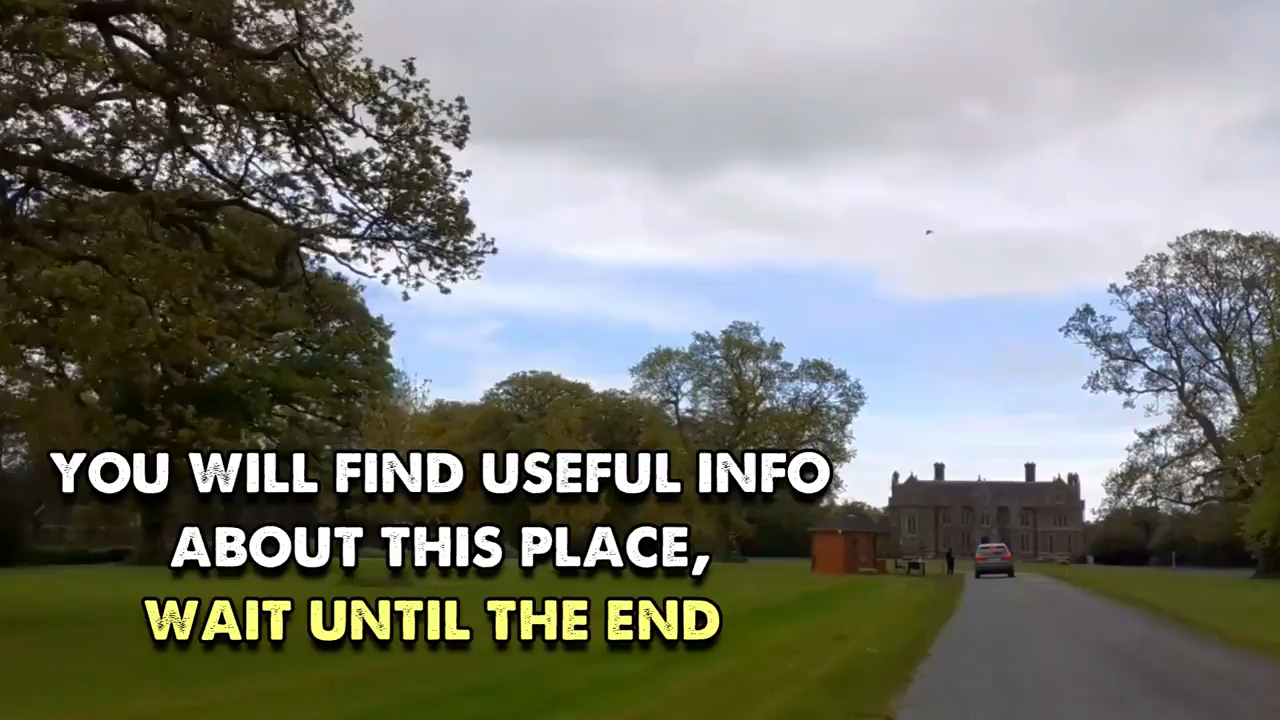 YOU WILL FIND USEFUL INFO
ABOUT THIS PLACE,
WAIT UNTIL THE END